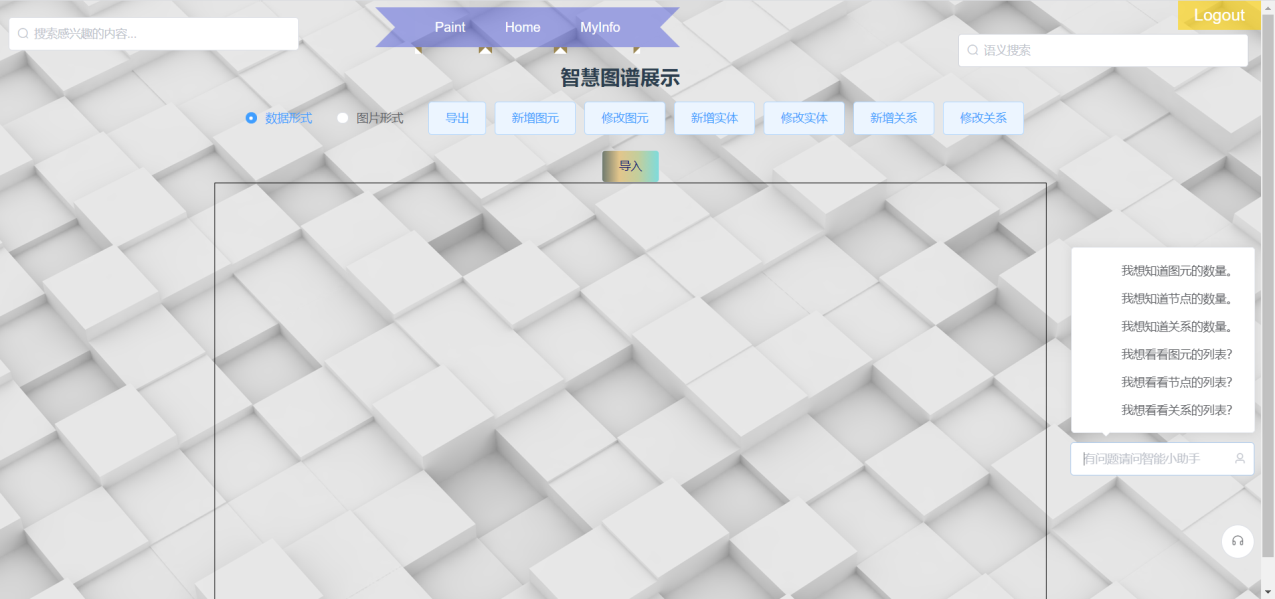 Paint Home MyInfo
Logout
搜索感兴趣的内容...
语义搜索
智慧图谱展示
数据形式 图片形式 导出 新增图元 修改图元 新增实体 修改实体 新增关系 修改关系
导入
我想知道图元的数量。
我想知道节点的数量。
我想知道关系的数量。
我想看看图元的列表?
我想看看节点的列表?
我想看看关系的列表?
有问题请问智能小助手